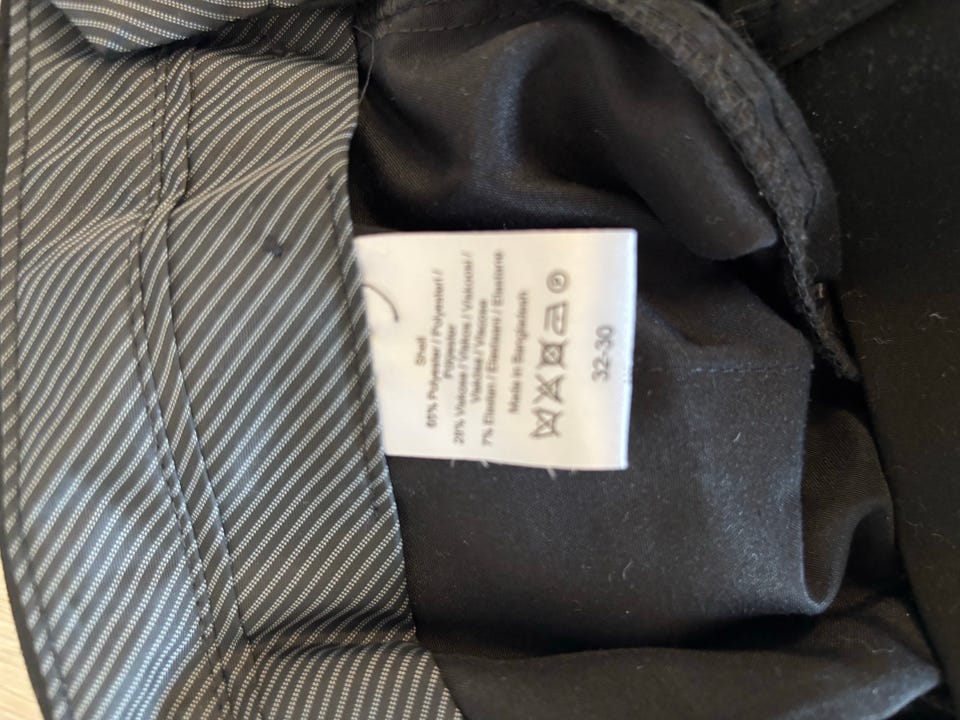 Shell
65% Polyester / Polyesteri /
Polyester
28% Viskose / Viskos / Viskoosi /
Viskose / Viscose
7% Elastan / Elastaani / Elastane
Made in Bangladesh
32-30